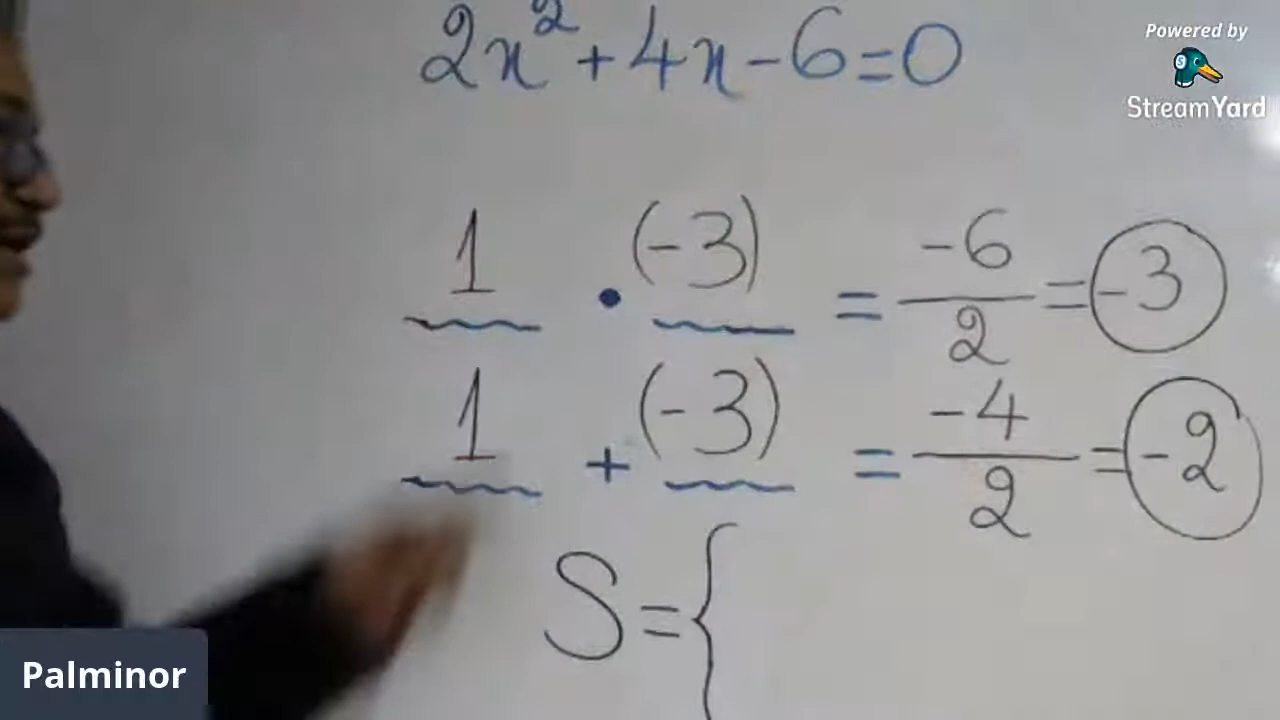 Powered by
StreamYard
2x² + 4x - 6 = 0
1 • (-3) = -6/2 = -3
1 + (-3) = -4/2 = -2
S = {
Palminor